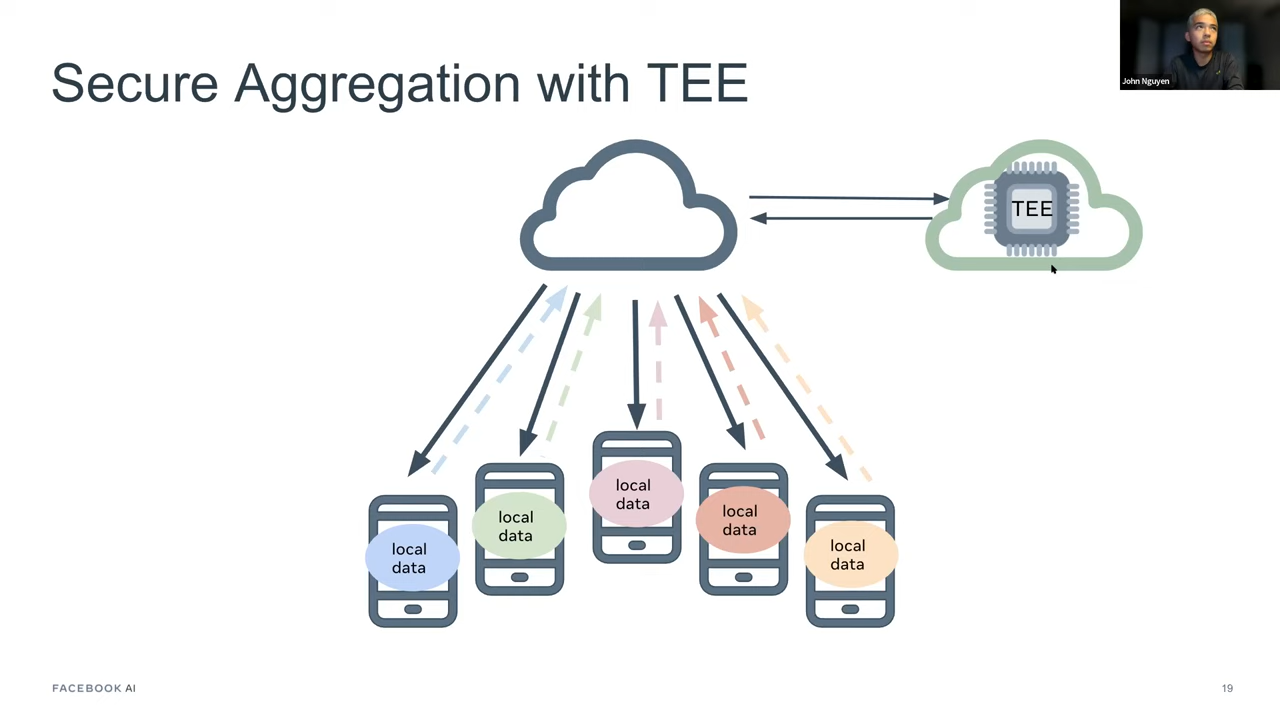 John Nguyen
Secure Aggregation with TEE
TEE
local
data
local
data
local
data
local
data
local
data
FACEBOOK AI
19